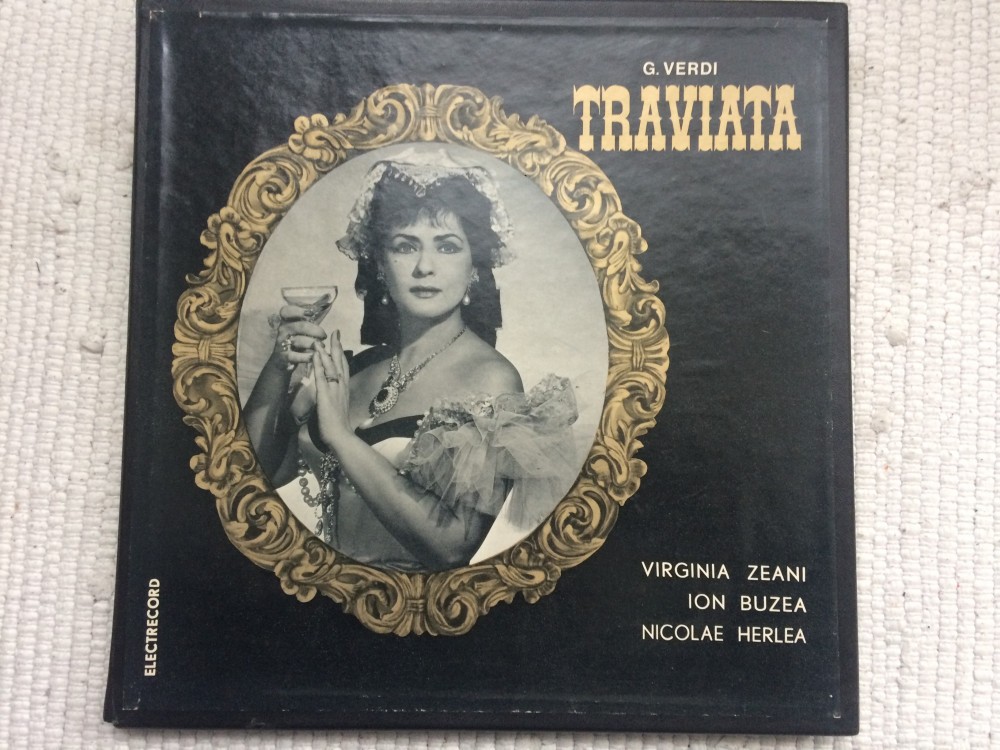 G. VERDI
TRAVIATA
VIRGINIA ZEANI
ION BUZEA
NICOLAE HERLEA
ELECTRECORD